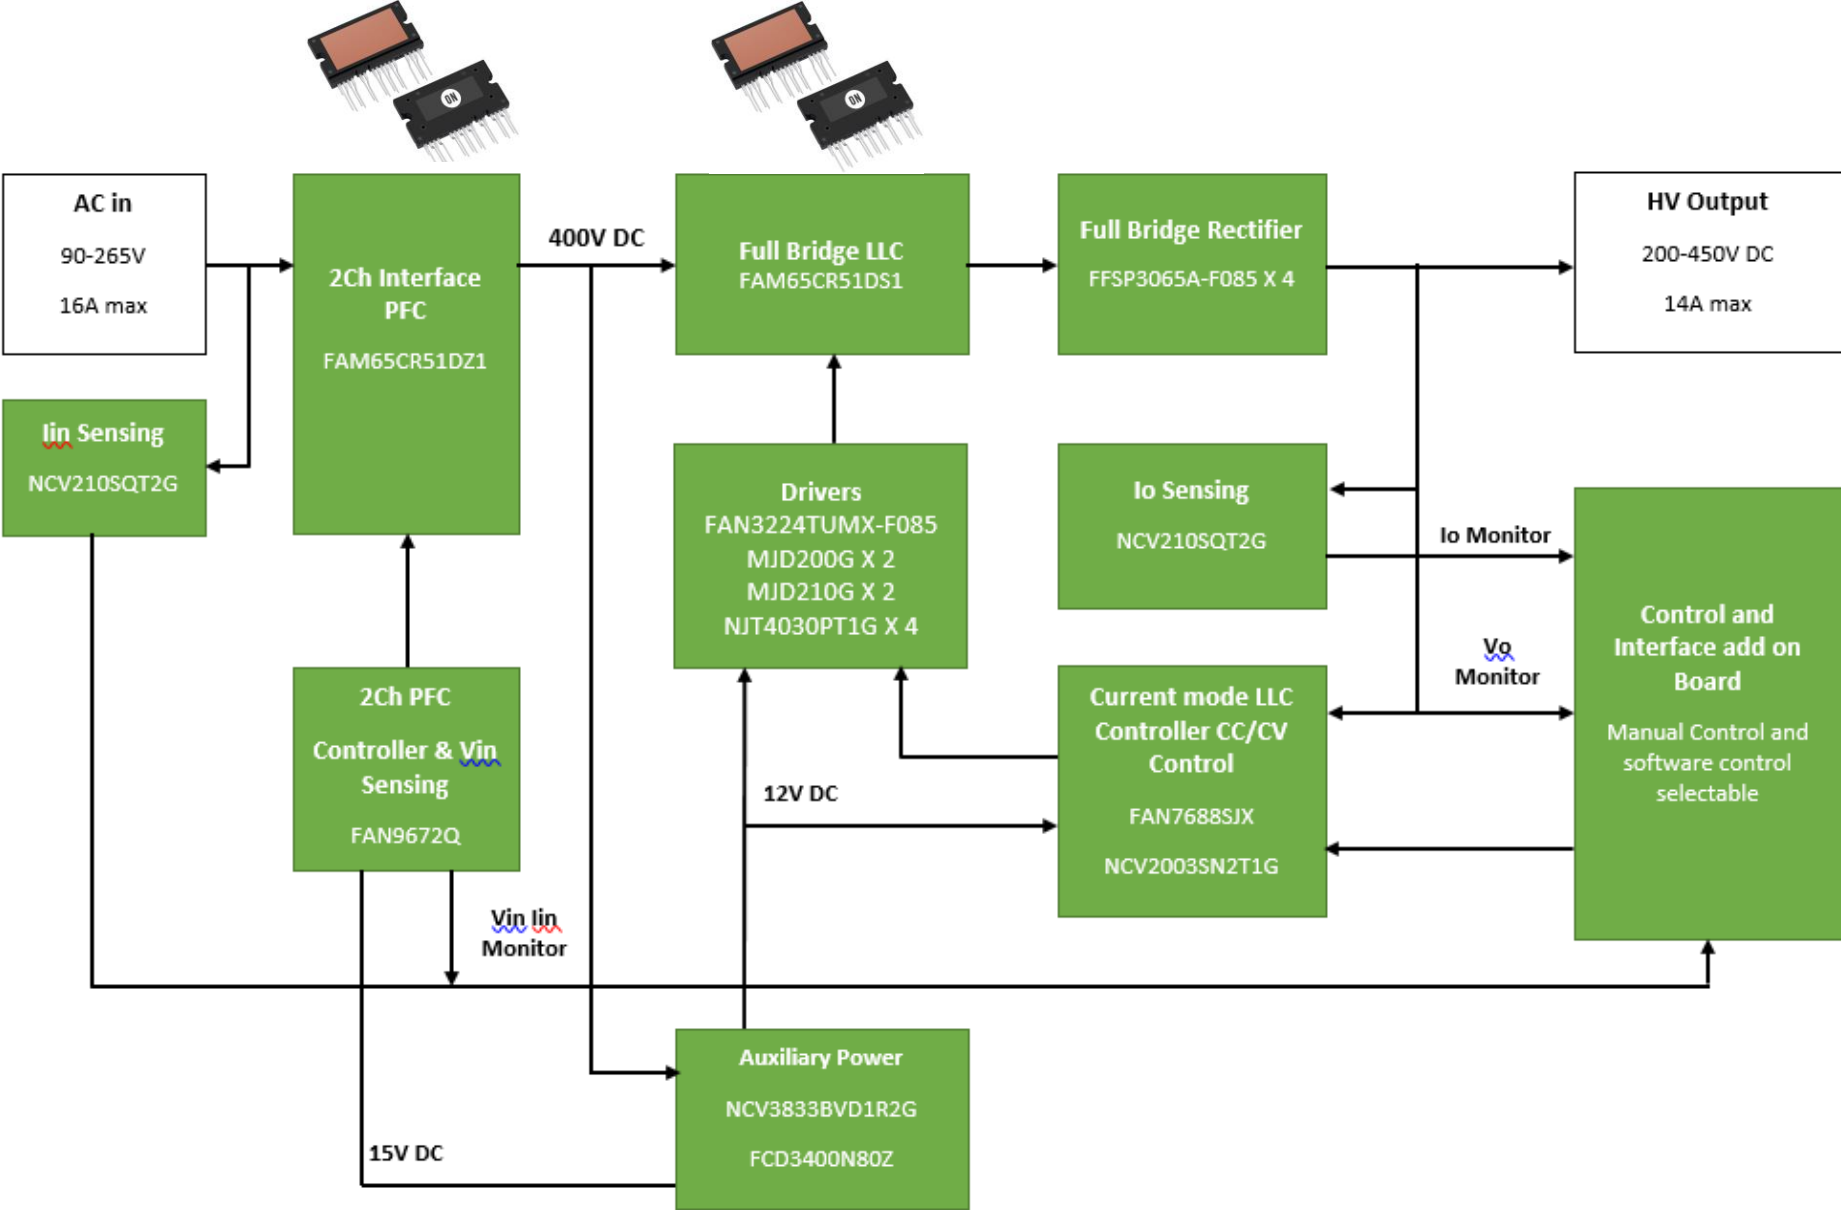 ON
ON
AC in
90-265V
16A max
2Ch Interface
PFC
FAM65CR51DZ1
400V DC
Full Bridge LLC
FAM65CR51DS1
Full Bridge Rectifier
FFSP3065A-F085 X 4
HV Output
200-450V DC
14A max
Iin Sensing
NCV210SQT2G
Drivers
FAN3224TUMX-F085
MJD200G X 2
MJD210G X 2
NJT4030PT1G X 4
Io Sensing
NCV210SQT2G
Io Monitor
Vo
Monitor
Control and
Interface add on
Board
Manual Control and
software control
selectable
2Ch PFC
Controller & Vin
Sensing
FAN9672Q
Current mode LLC
Controller CC/CV
Control
FAN7688SJX
NCV2003SN2T1G
12V DC
Vin Iin
Monitor
Auxiliary Power
NCV3833BVD1R2G
FCD3400N80Z
15V DC